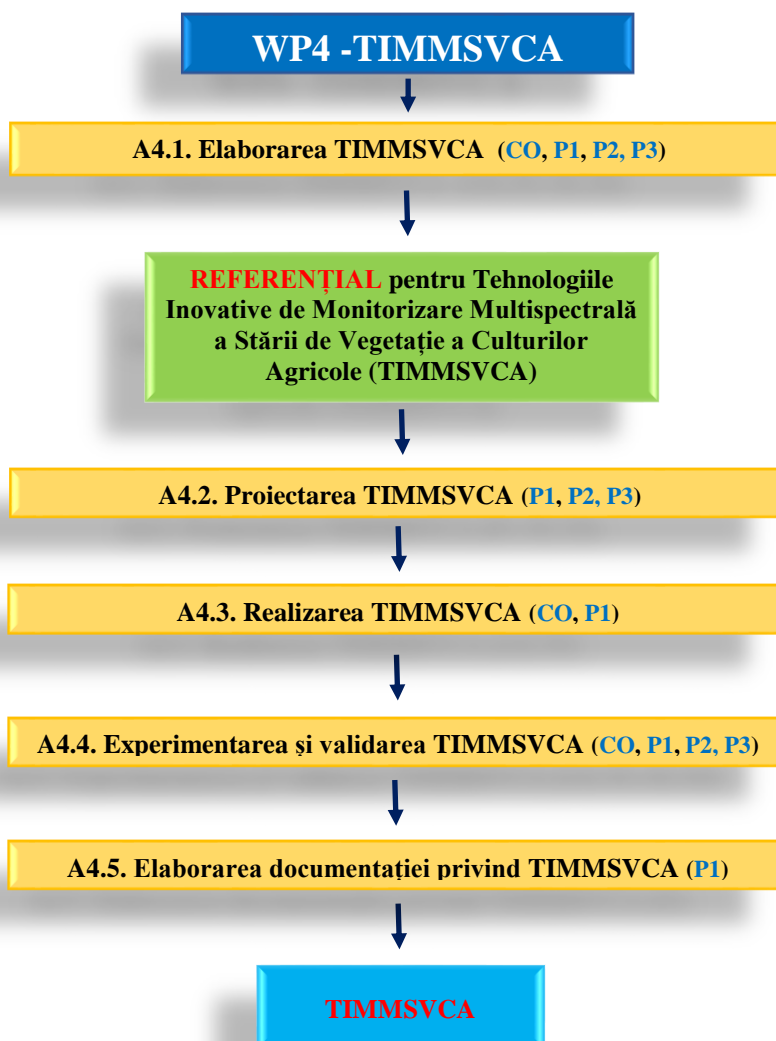 WP4 -TIMMSVCA
A4.1. Elaborarea TIMMSVCA (CO, P1, P2, P3)
REFERENȚIAL pentru Tehnologiile
Inovative de Monitorizare Multispectrală
a Stării de Vegetație a Culturilor
Agricole (TIMMSVCA)
A4.2. Proiectarea TIMMSVCA (P1, P2, P3)
A4.3. Realizarea TIMMSVCA (CO, P1)
A4.4. Experimentarea și validarea TIMMSVCA (CO, P1, P2, P3)
A4.5. Elaborarea documentației privind TIMMSVCA (P1)
TIMMSVCA